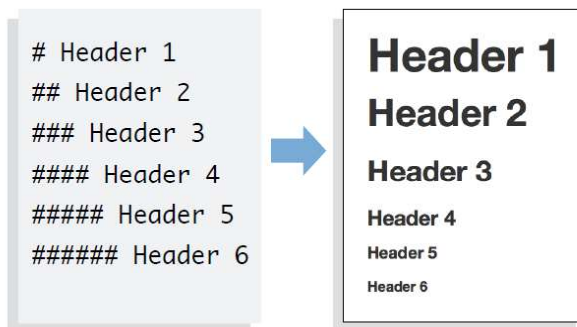 # Header 1
## Header 2
### Header 3
#### Header 4
##### Header 5
###### Header 6
Header 1
Header 2
Header 3
Header 4
Header 5
Header 6